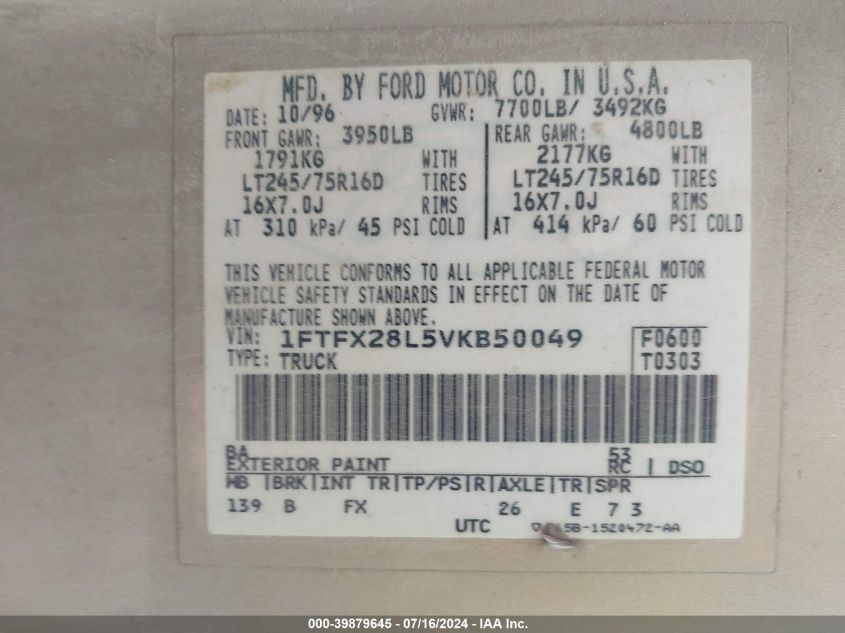 MFD. BY FORD MOTOR CO. IN U.S.A.
DATE: 10/96 GVWR: 7700LB/ 3492KG
FRONT GAWR: 3950LB REAR GAWR: 4800LB
1791KG WITH 2177KG WITH
LT245/75R16D TIRES LT245/75R16D TIRES
16X7.0J RIMS 16X7.0J RIMS
AT 310 kPa/ 45 PSI COLD AT 414 kPa/ 60 PSI COLD
THIS VEHICLE CONFORMS TO ALL APPLICABLE FEDERAL MOTOR
VEHICLE SAFETY STANDARDS IN EFFECT ON THE DATE OF
MANUFACTURE SHOWN ABOVE.
VIN: 1FTFX28L5VKB50049 F0600
TYPE: TRUCK T0303
BA 53
EXTERIOR PAINT RC | DSO
WB |BRK|INT TR|TP/PS|R|AXLE|TR|SPR
139 B FX 26 E 7 3
UTC
000-39879645 - 07/16/2024 - IAA Inc.